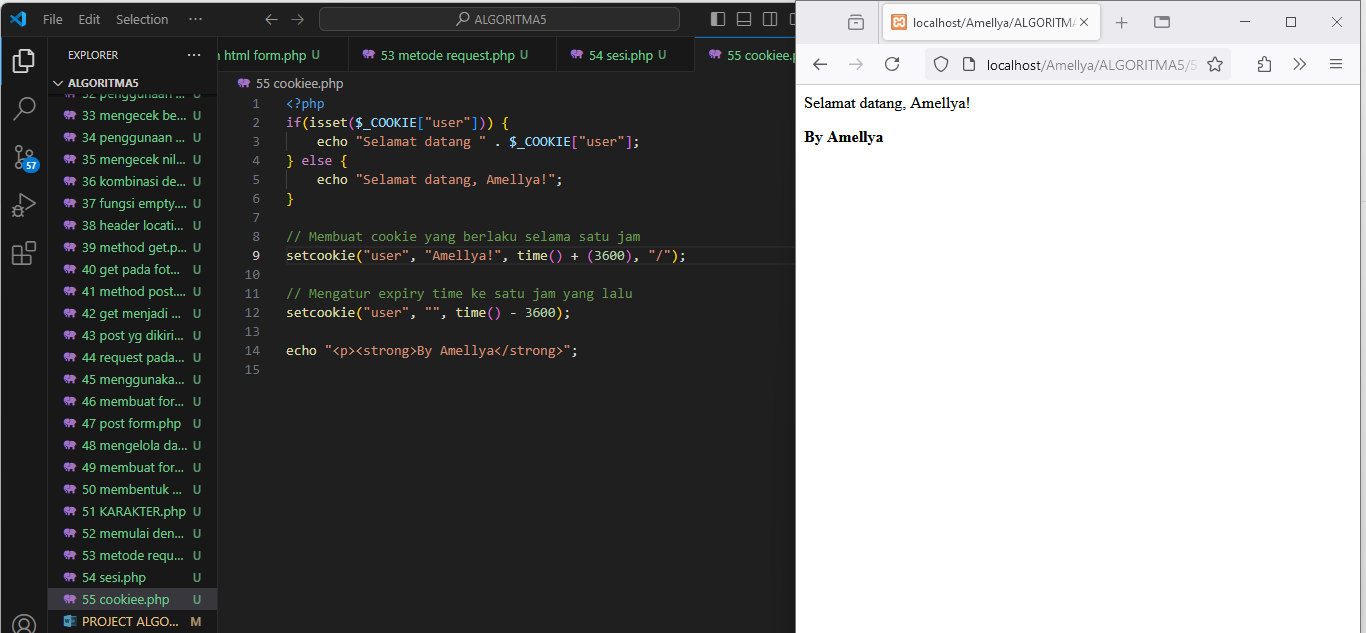 File Edit Selection ··· ALGORITMA5
EXPLORER ···
ALGORITMA5
32 penggunaan ... U
33 mengecek be... U
34 penggunaan ... U
35 mengecek nil... U
36 kombinasi de... U
37 fungsi empty.... U
38 header locati... U
39 method get.p... U
40 get pada fot... U
41 method post.... U
42 get menjadi ... U
43 post yg dikiri... U
44 request pada... U
45 menggunaka... U
46 membuat for... U
47 post form.php U
48 mengelola da... U
49 membuat for... U
50 membentuk ... U
51 KARAKTER.php U
52 memulai den... U
53 metode requ... U
54 sesi.php U
55 cookiee.php U
PROJECT ALGO... M
57
html form.php U 53 metode request.php U 54 sesi.php U 55 cookiee.p
55 cookiee.php
1 <?php
2 if(isset($_COOKIE["user"])) {
3 echo "Selamat datang " . $_COOKIE["user"];
4 } else {
5 echo "Selamat datang, Amellya!";
6 }
7
8 // Membuat cookie yang berlaku selama satu jam
9 setcookie("user", "Amellya!", time() + (3600), "/");
10
11 // Mengatur expiry time ke satu jam yang lalu
12 setcookie("user", "", time() - 3600);
13
14 echo "<p><strong>By Amellya</strong>";
15
localhost/Amellya/ALGORITMA
localhost/Amellya/ALGORITMA5/5
Selamat datang, Amellya!
By Amellya